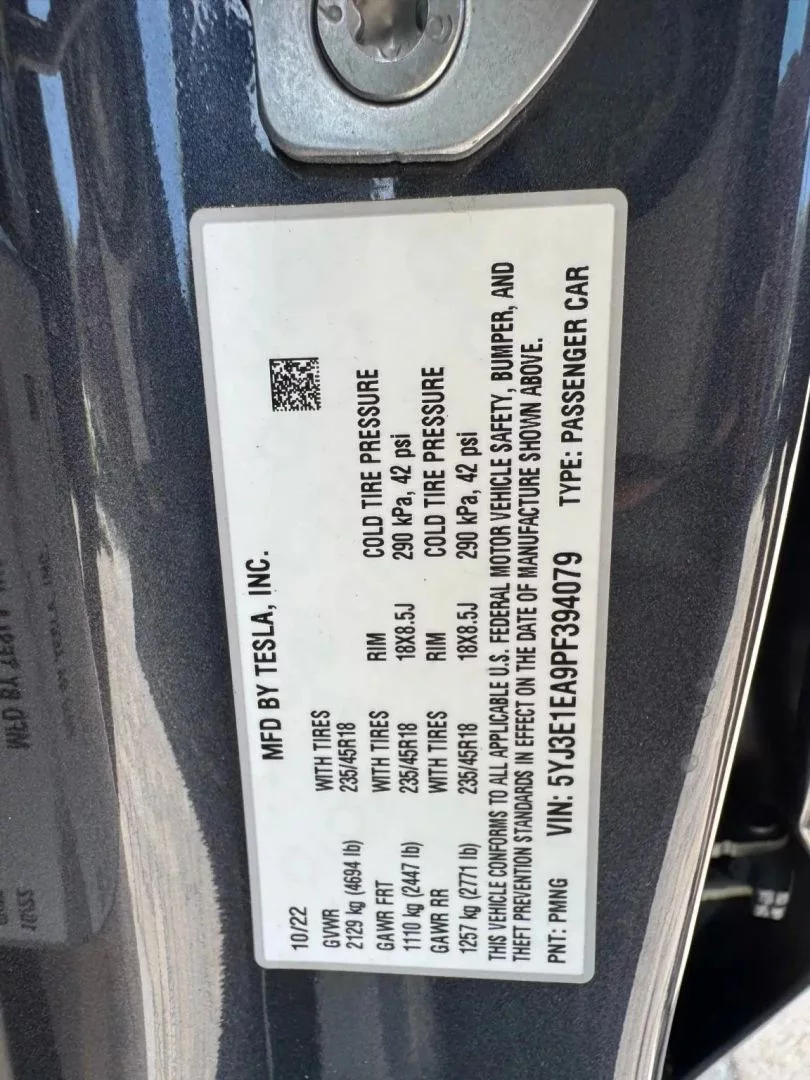 MFD BY TESLA, INC.
10/22
GVWR WITH TIRES
2129 kg (4694 lb) 235/45R18
GAWR FRT WITH TIRES RIM COLD TIRE PRESSURE
1110 kg (2447 lb) 235/45R18 18X8.5J 290 kPa, 42 psi
GAWR RR WITH TIRES RIM COLD TIRE PRESSURE
1257 kg (2771 lb) 235/45R18 18X8.5J 290 kPa, 42 psi
THIS VEHICLE CONFORMS TO ALL APPLICABLE U.S. FEDERAL MOTOR VEHICLE SAFETY, BUMPER, AND
THEFT PREVENTION STANDARDS IN EFFECT ON THE DATE OF MANUFACTURE SHOWN ABOVE.
PNT: PMNG VIN: 5YJ3E1EA9PF394079 TYPE: PASSENGER CAR